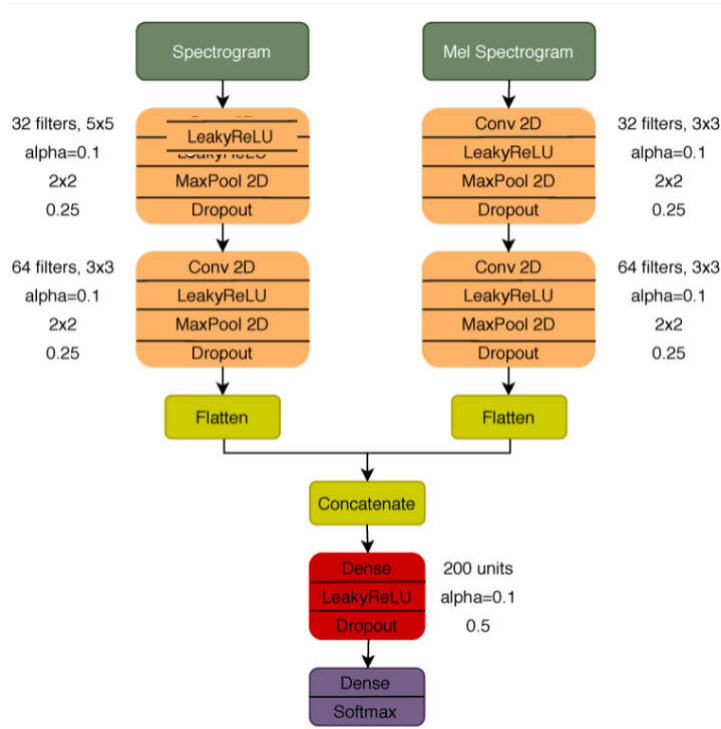 Spectrogram
Mel Spectrogram
32 filters, 5x5
LeakyReLU
alpha=0.1
2x2
MaxPool 2D
0.25
Dropout
Conv 2D
32 filters, 3x3
LeakyReLU
alpha=0.1
MaxPool 2D
2x2
Dropout
0.25
64 filters, 3x3
Conv 2D
alpha=0.1
LeakyReLU
2x2
MaxPool 2D
0.25
Dropout
Conv 2D
64 filters, 3x3
LeakyReLU
alpha=0.1
MaxPool 2D
2x2
Dropout
0.25
Flatten
Flatten
Concatenate
Dense
200 units
LeakyReLU
alpha=0.1
Dropout
0.5
Dense
Softmax